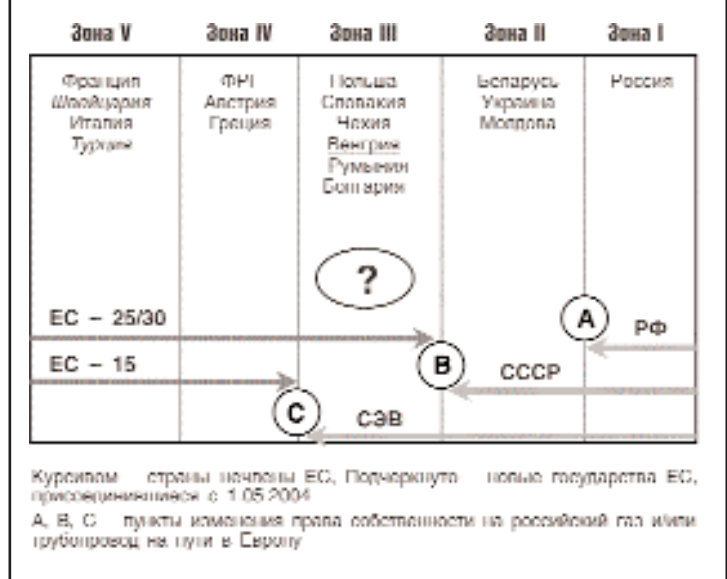 Зона V Зона IV Зона III Зона II Зона I
Франция ФРГ Польша Беларусь Россия
Швейцария Австрия Словакия Украина
Италия Греция Чехия Молдова
Турция Венгрия
Румыния
Болгария
?
ЕС – 25/30 А РФ
ЕС – 15 В СССР
С СЭВ
Курсивом – страны нечлены ЕС, Подчеркнуто – новые государства ЕС,
присоединившиеся с 1.05.2004
А, В, С – пункты изменения права собственности на российский газ и/или
трубопровод на пути в Европу